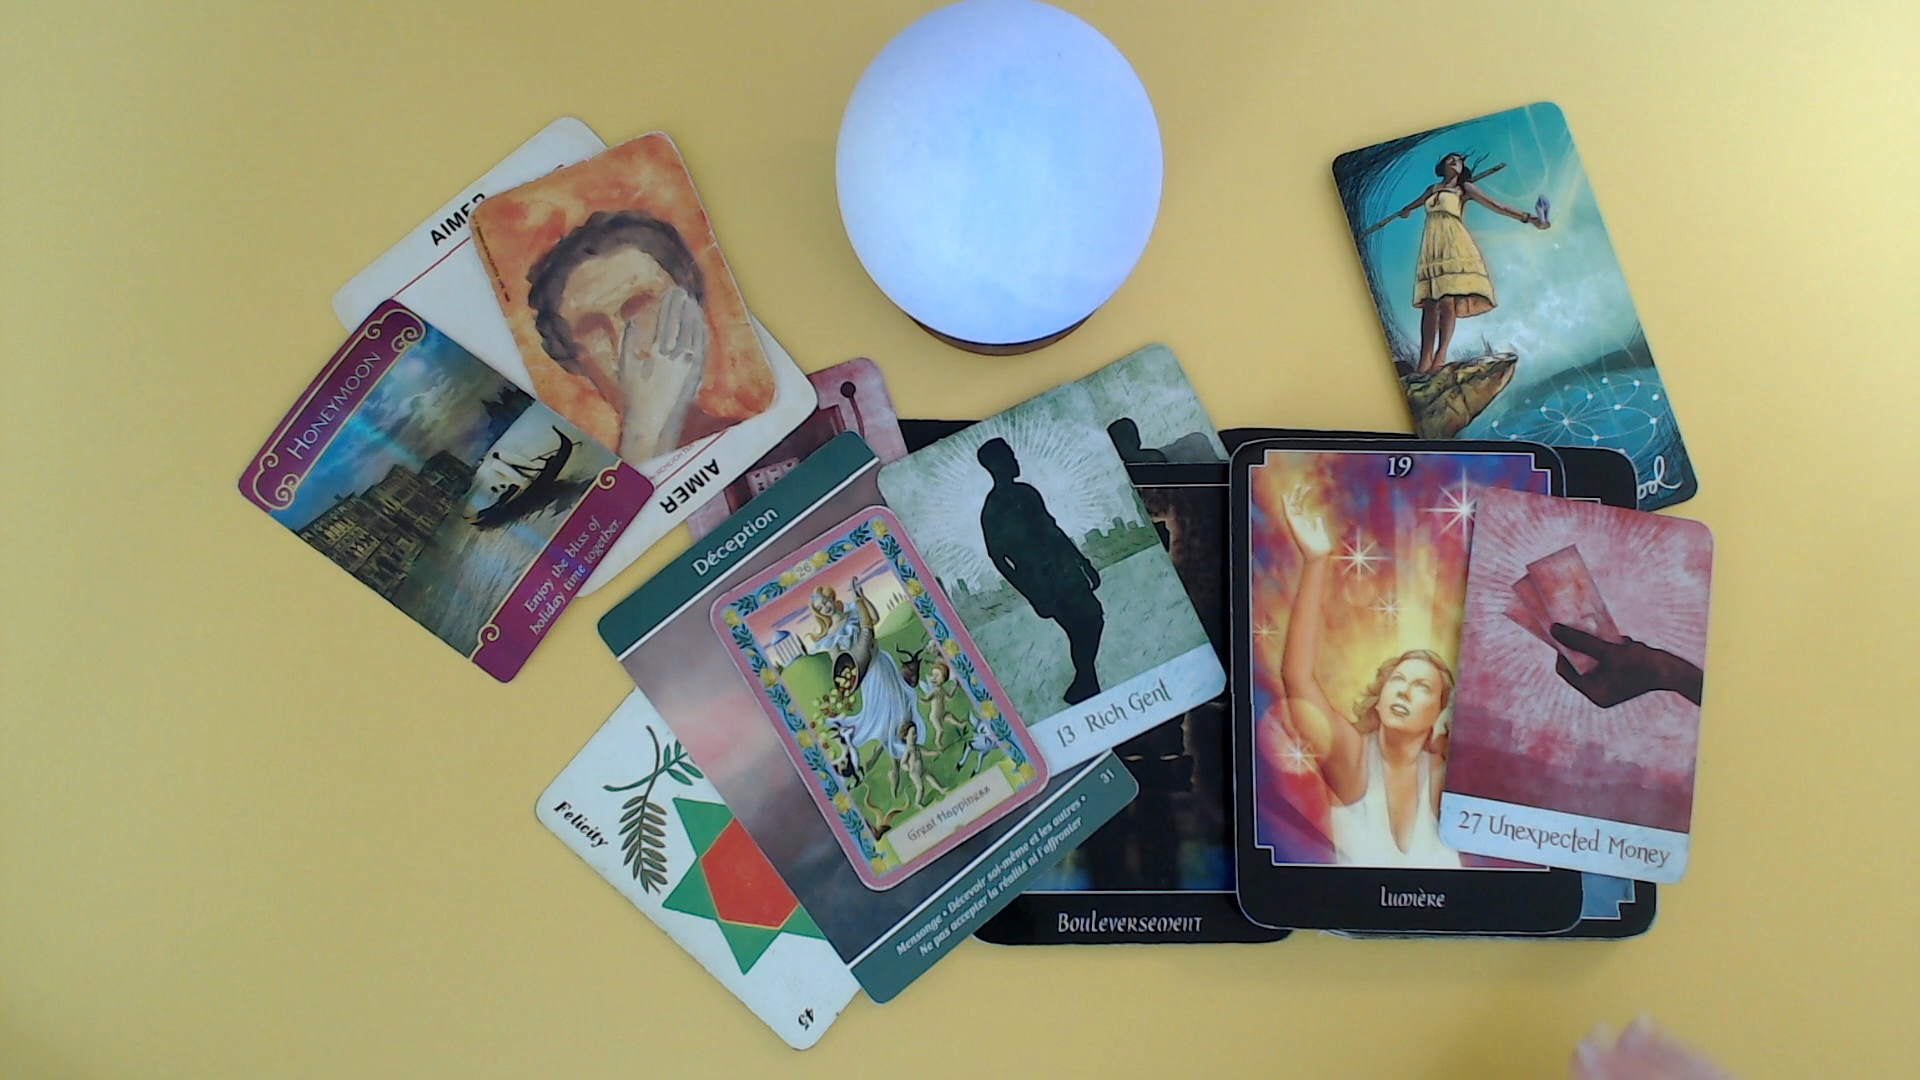 AIMER
AIMER
HONEYMOON
Enjoy the bliss of
holiday time together.
Déception
26
Great Happiness
31
Mensonge • Décevoir soi-même et les autres •
Ne pas accepter la réalité ni l'affronter
Felicity
45
13 Rich Gent
Bouleversement
19
Lumière
27 Unexpected Money